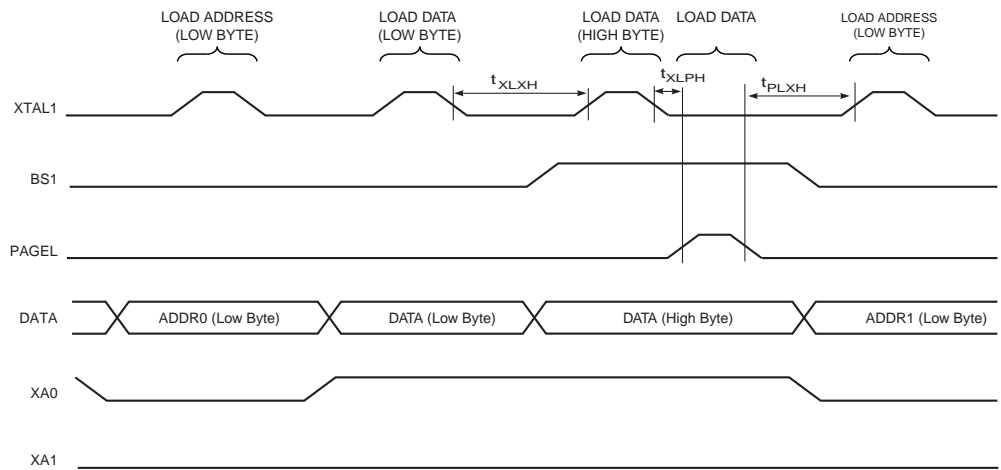 LOAD ADDRESS
(LOW BYTE)
LOAD DATA
(LOW BYTE)
LOAD DATA
(HIGH BYTE)
LOAD DATA
LOAD ADDRESS
(LOW BYTE)
tXLXH
tXLPH
tPLXH
XTAL1
BS1
PAGEL
DATA
ADDR0 (Low Byte)
DATA (Low Byte)
DATA (High Byte)
ADDR1 (Low Byte)
XA0
XA1